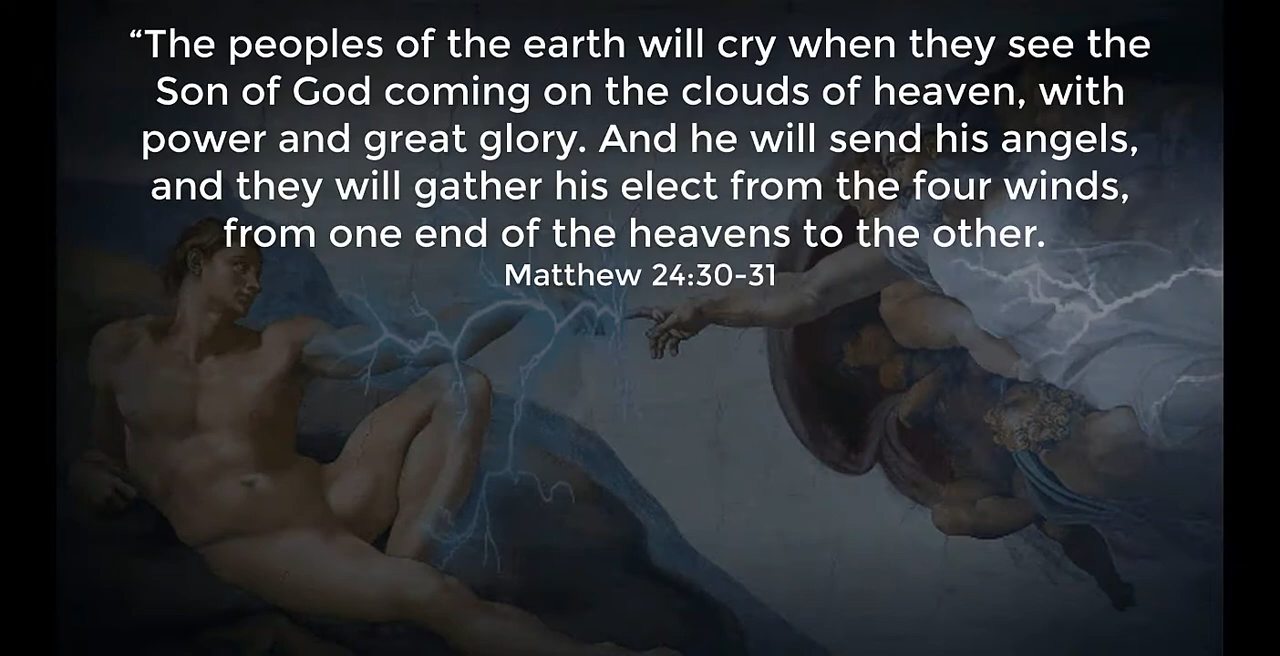 “The peoples of the earth will cry when they see the
Son of God coming on the clouds of heaven, with
power and great glory. And he will send his angels,
and they will gather his elect from the four winds,
from one end of the heavens to the other.
Matthew 24:30-31